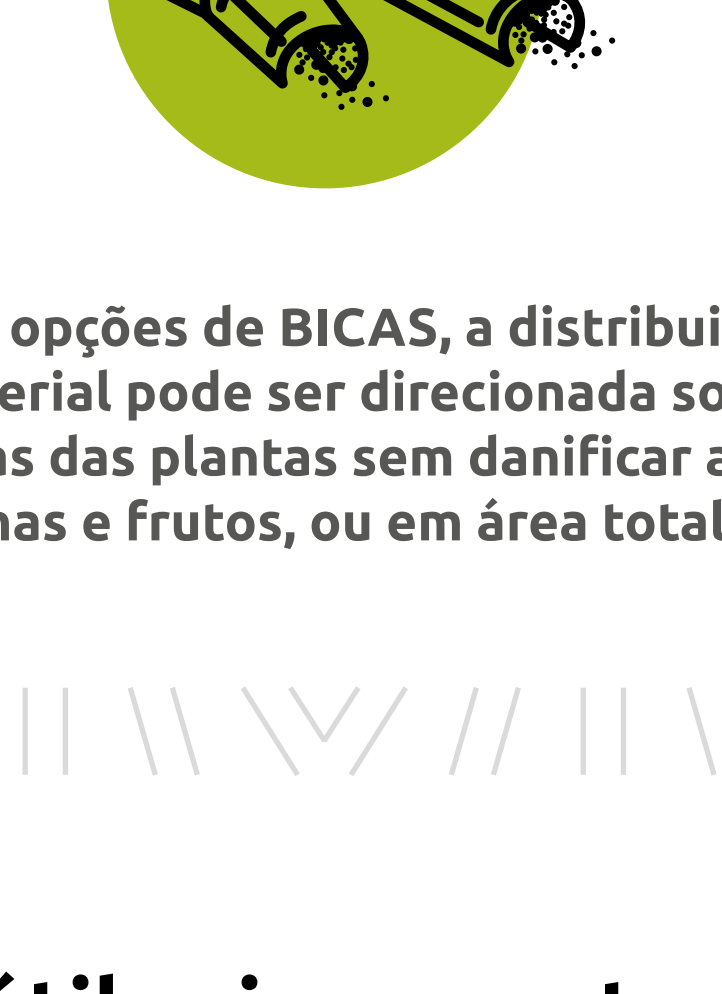 opções de BICAS, a distribui
erial pode ser direcionada so
as das plantas sem danificar a
has e frutos, ou em área total